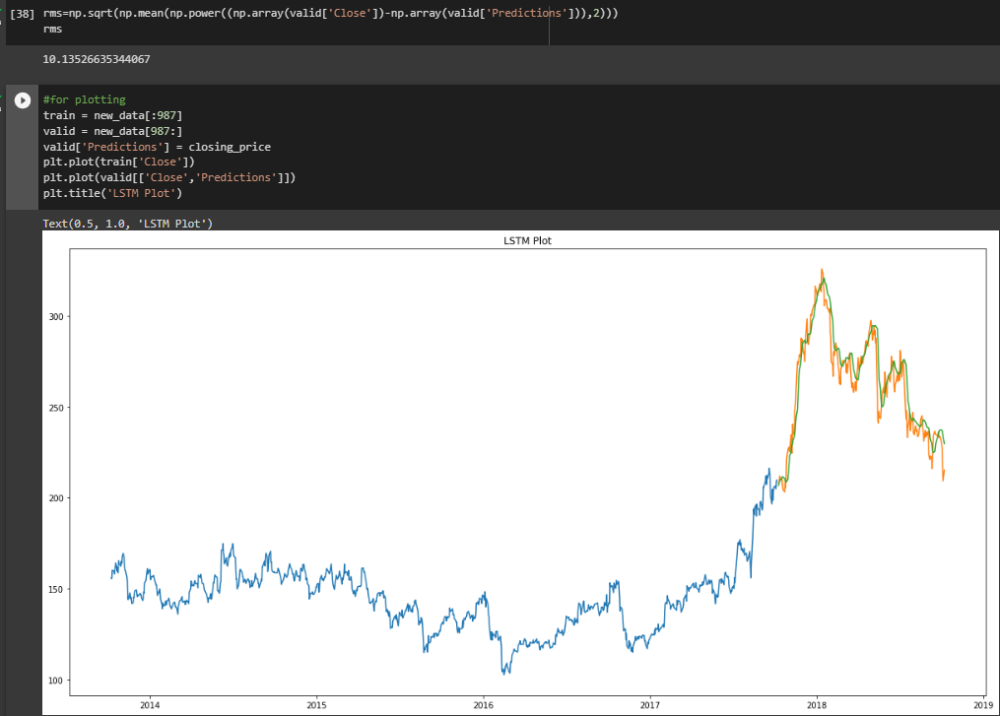 [38] rms=np.sqrt(np.mean(np.power((np.array(valid['Close'])-np.array(valid['Predictions'])),2)))
rms
10.13526635344067
#for plotting
train = new_data[:987]
valid = new_data[987:]
valid['Predictions'] = closing_price
plt.plot(train['Close'])
plt.plot(valid[['Close','Predictions']])
plt.title('LSTM Plot')
Text(0.5, 1.0, 'LSTM Plot')
LSTM Plot
300
250
200
150
100
2014 2015 2016 2017 2018 2019